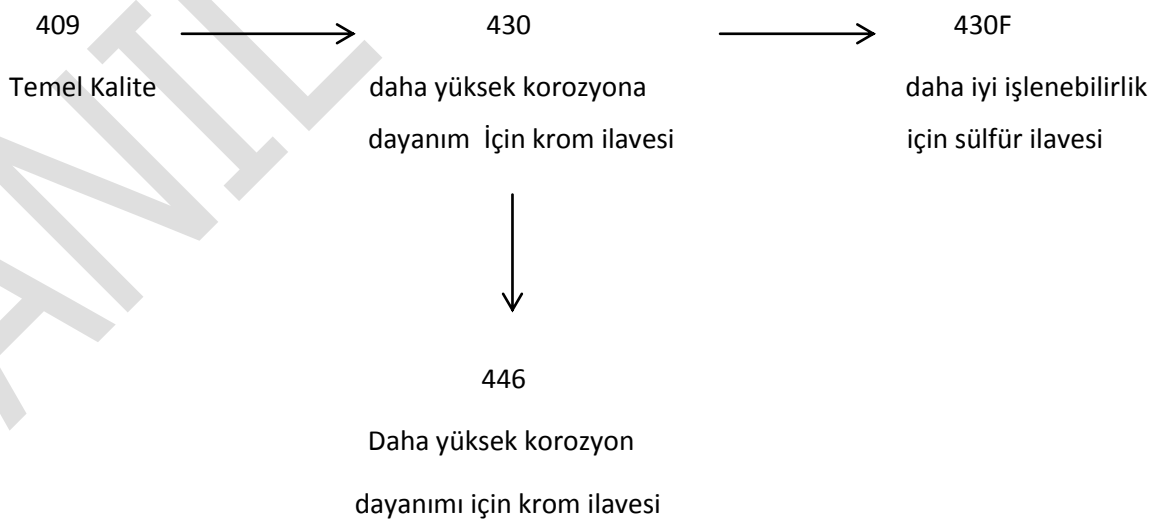 409
430
430F
Temel Kalite
daha yüksek korozyona
dayanım İçin krom ilavesi
daha iyi işlenebilirlik
için sülfür ilavesi
446
Daha yüksek korozyon
dayanımı için krom ilavesi